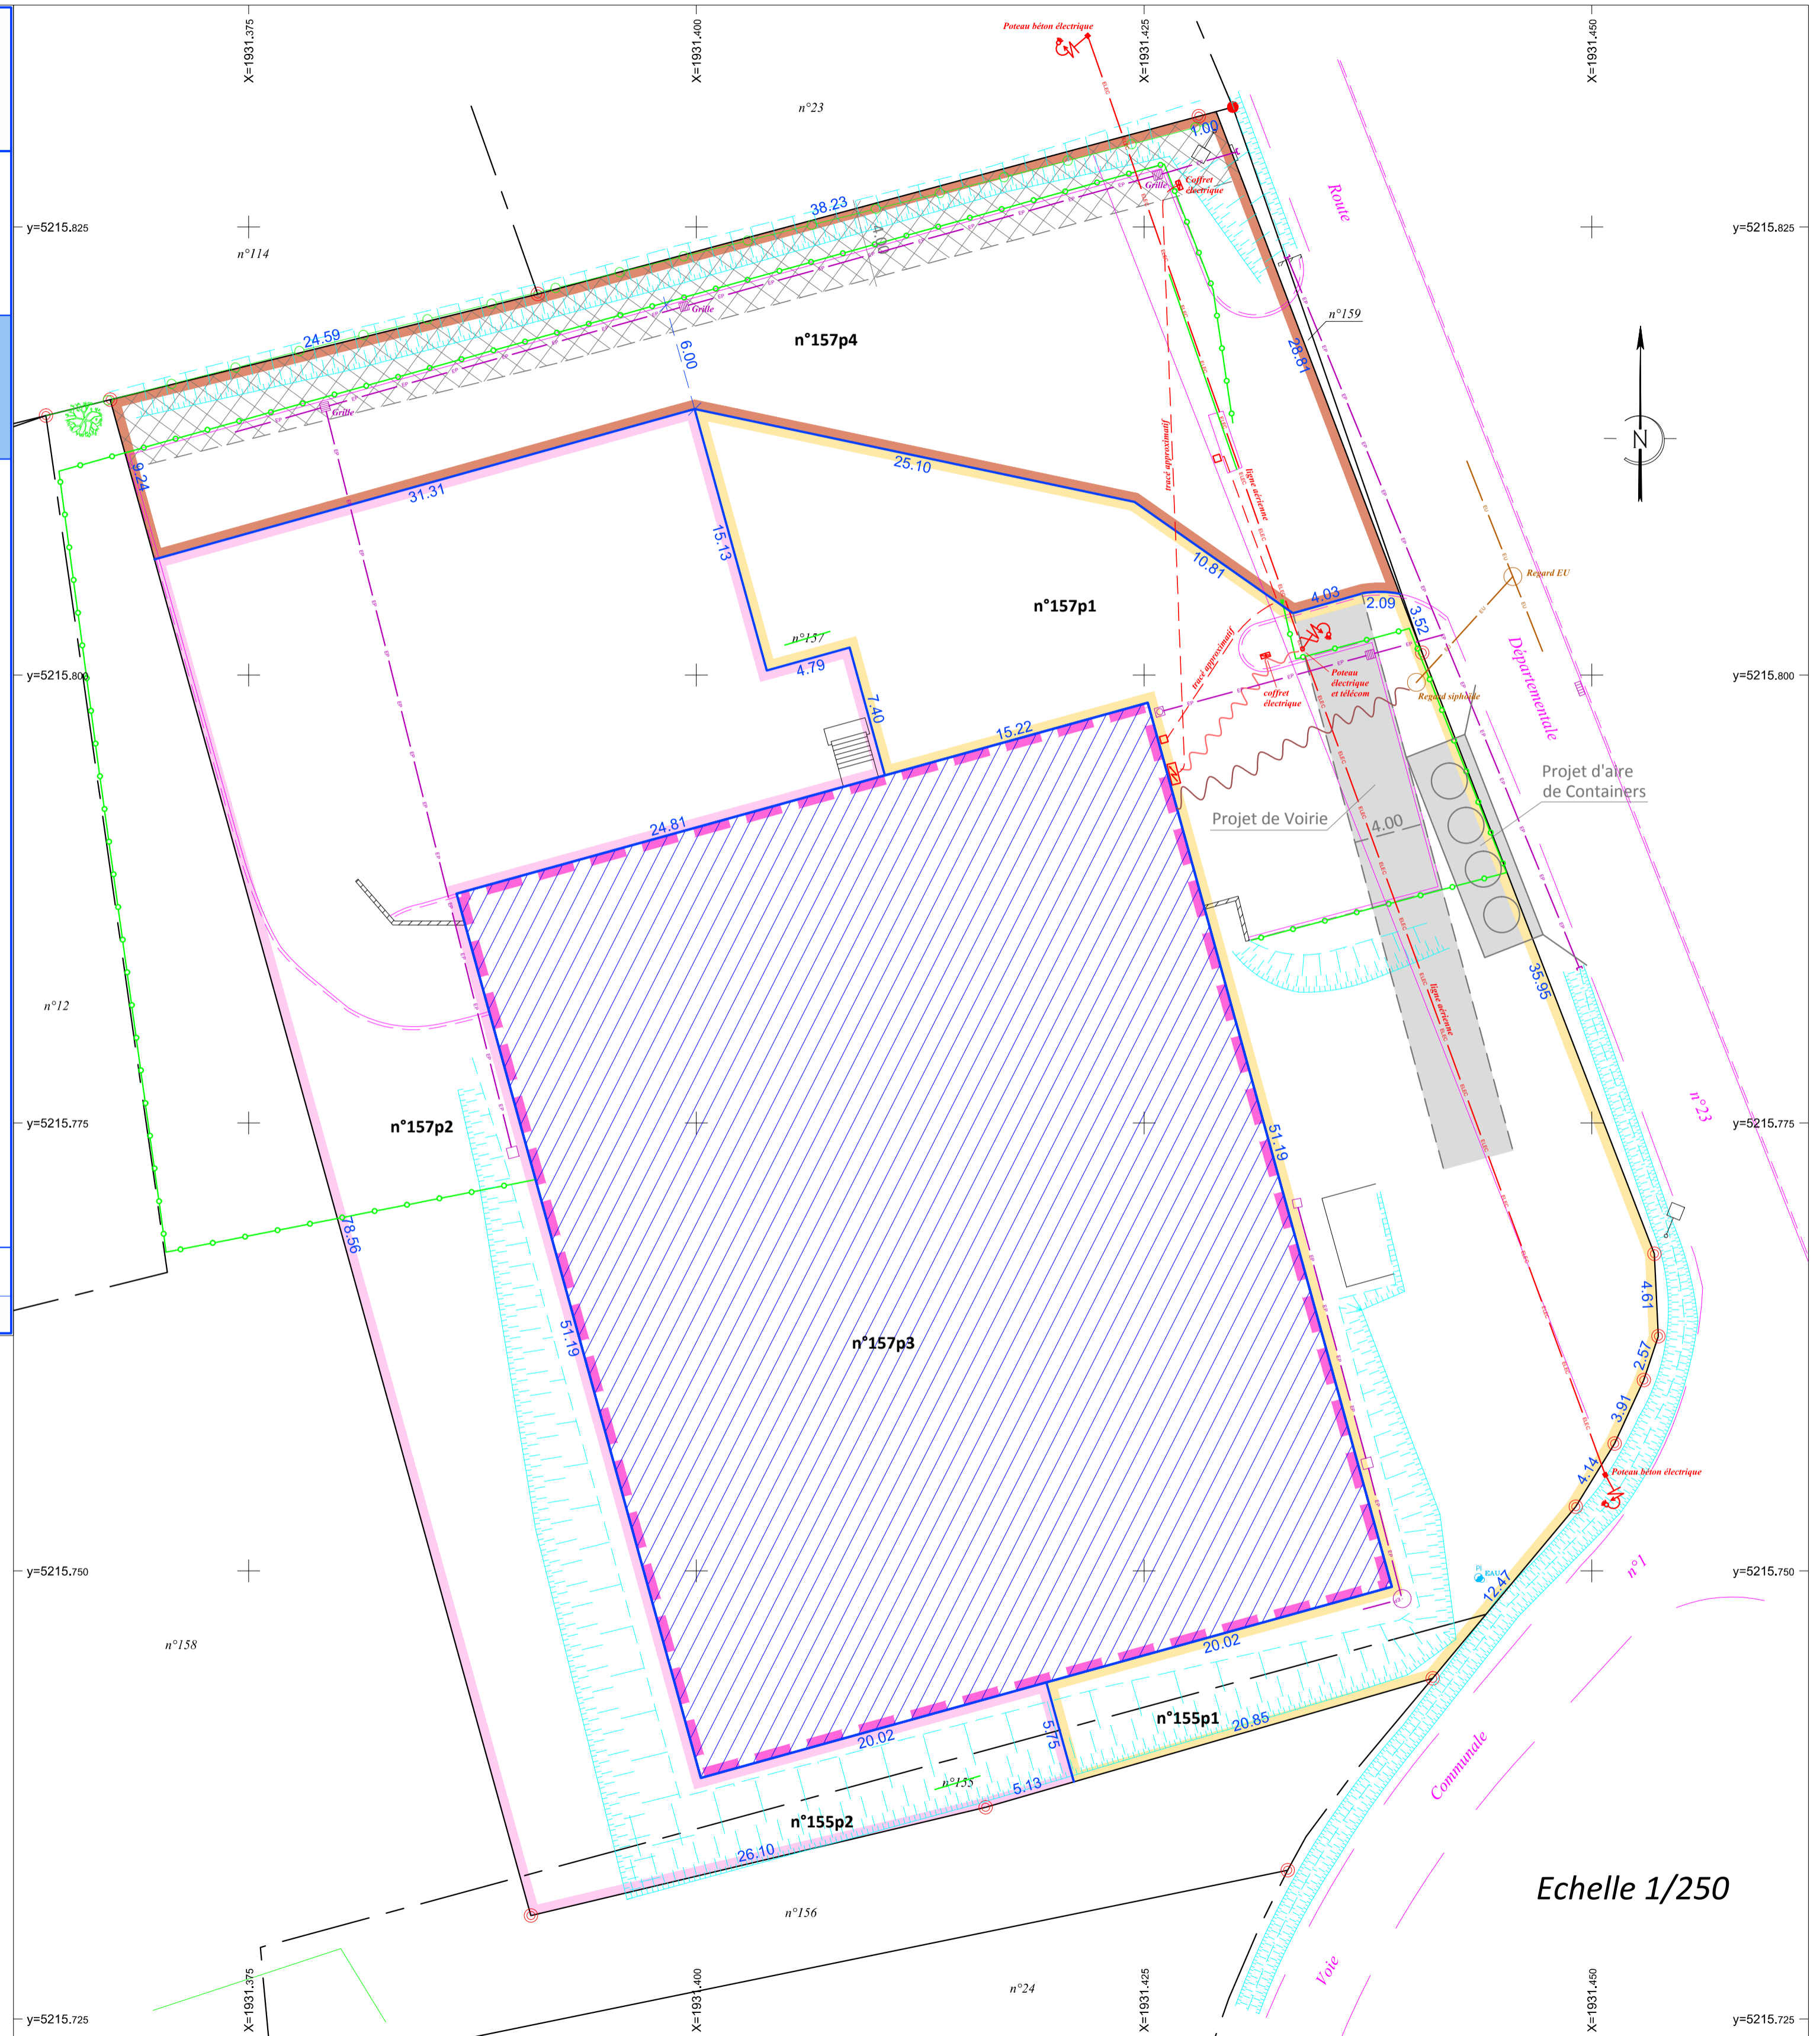 X=1931.375
X=1931.400
X=1931.425
X=1931.450
Poteau béton électrique
ELEC
n°23
1.00
Route
38.23
Grille
Coffret
électrique
y=5215.825
y=5215.825
n°114
4.00
EP
24.59
Grille
n°159
6.00
n°157p4
28.81
Grille
9.24
31.31
25.10
tracé approximatif
ligne aérienne
N
15.13
10.81
EU
Regard EU
4.03
2.09
3.52
n°157p1
n°157
4.79
tracé approximatif
Départementale
y=5215.800
y=5215.800
Poteau
électrique
et télécom
coffret
électrique
Regard siphoïde
7.40
15.22
Projet d'aire
de Containers
Projet de Voirie
4.00
24.81
35.95
n°12
ligne aérienne
n°23
y=5215.775
n°157p2
y=5215.775
51.19
78.56
4.61
51.19
n°157p3
2.57
3.91
4.14
Poteau béton électrique
y=5215.750
y=5215.750
EAU
12.47
n°1
n°158
20.02
n°155p1
20.85
20.02
5.75
Communale
n°155
5.13
n°155p2
26.10
Echelle 1/250
n°156
Voie
n°24
X=1931.375
X=1931.400
X=1931.425
X=1931.450
y=5215.725
y=5215.725